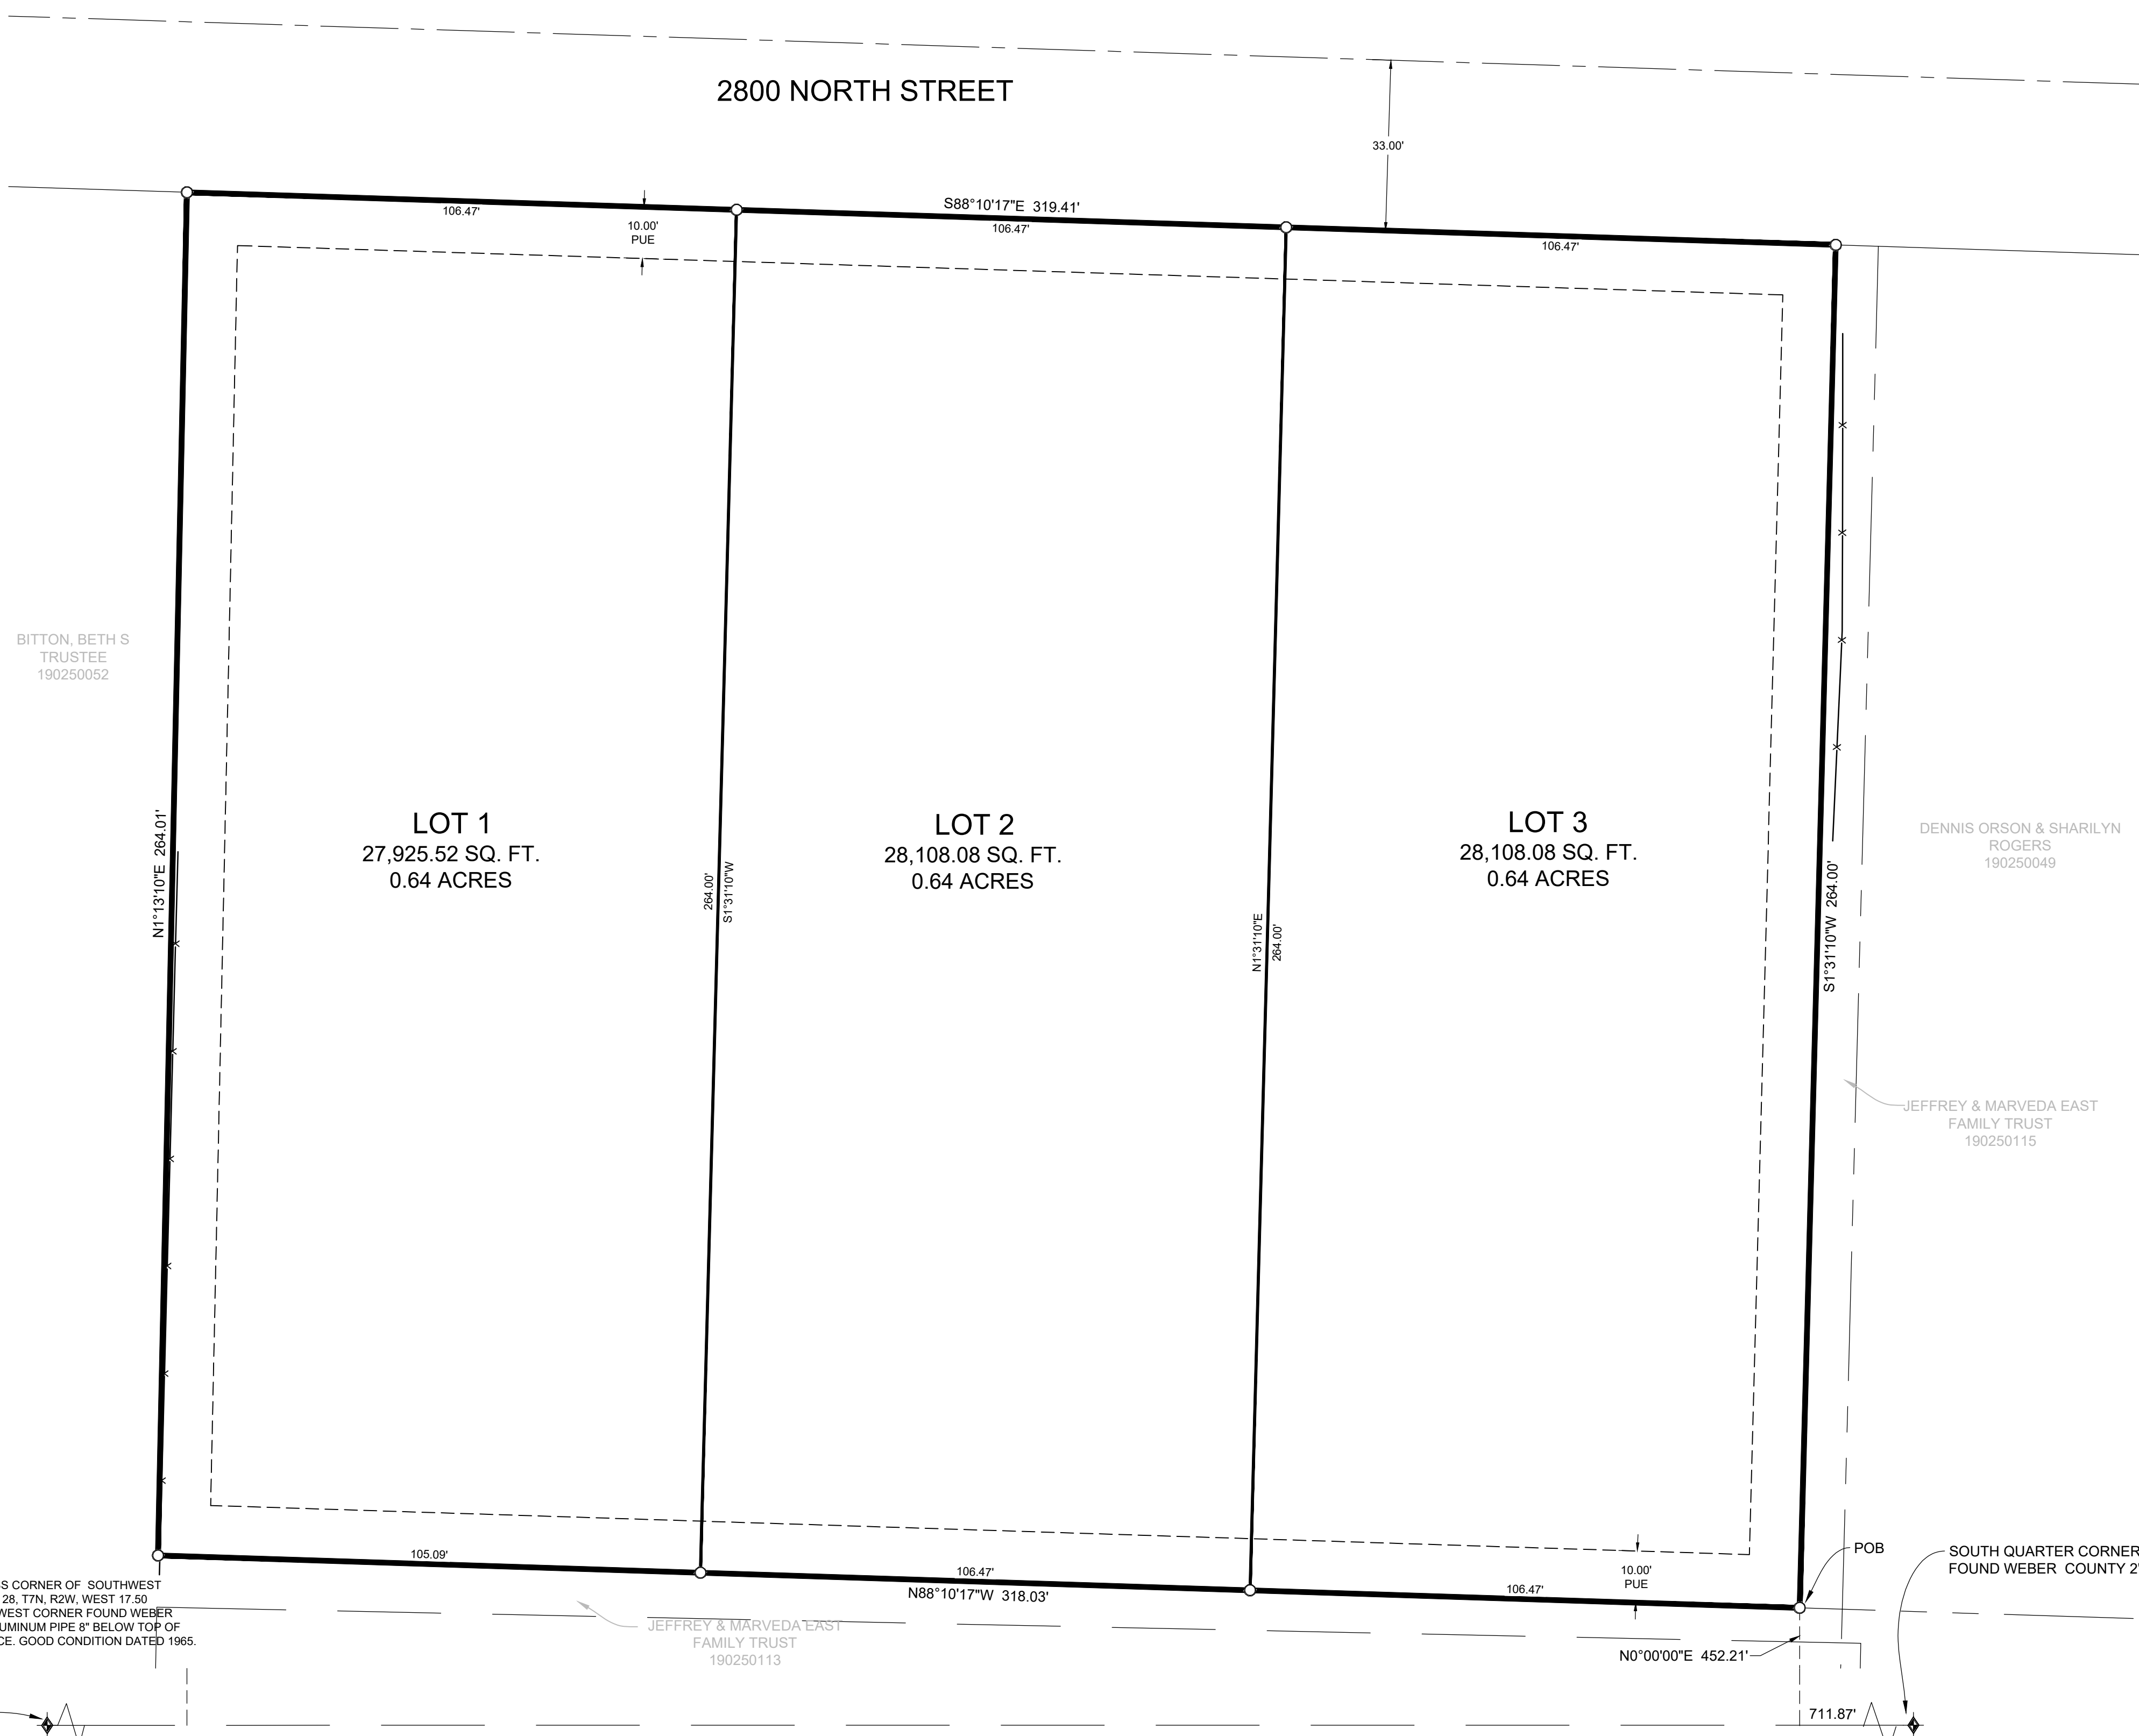 2800 NORTH STREET
33.00'
S88°10'17"E 319.41'
106.47'
106.47'
106.47'
10.00'
PUE
BITTON, BETH S
TRUSTEE
190250052
N1°13'10"E 264.01'
LOT 1
27,925.52 SQ. FT.
0.64 ACRES
264.00'
S1°31'10"W
LOT 2
28,108.08 SQ. FT.
0.64 ACRES
N1°31'10"E
264.00'
LOT 3
28,108.08 SQ. FT.
0.64 ACRES
S1°31'10"W 264.00'
DENNIS ORSON & SHARILYN
ROGERS
190250049
JEFFREY & MARVEDA EAST
FAMILY TRUST
190250115
105.09'
106.47'
106.47'
N88°10'17"W 318.03'
10.00'
PUE
POB
SOUTH QUARTER CORNER
FOUND WEBER COUNTY 2"
S CORNER OF SOUTHWEST
28, T7N, R2W, WEST 17.50
WEST CORNER FOUND WEBER
UMINUM PIPE 8" BELOW TOP OF
CE. GOOD CONDITION DATED 1965.
JEFFREY & MARVEDA EAST
FAMILY TRUST
190250113
N0°00'00"E 452.21'
711.87'